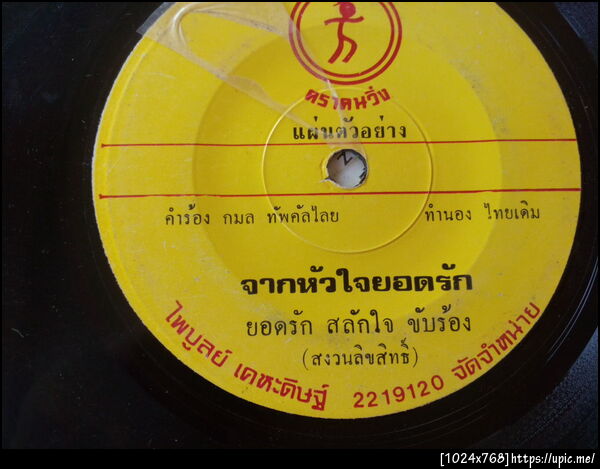 ตราคนวิ่ง
แผ่นตัวอย่าง
คำร้อง กมล ทัพคัลไลย ทำนอง ไทยเดิม
จากหัวใจยอดรัก
ยอดรัก สลักใจ ขับร้อง
(สงวนลิขสิทธิ์)
ไพบูลย์ เคหะดิษฐ์ 2219120 จัดจำหน่าย
[1024x768]https://upic.me/